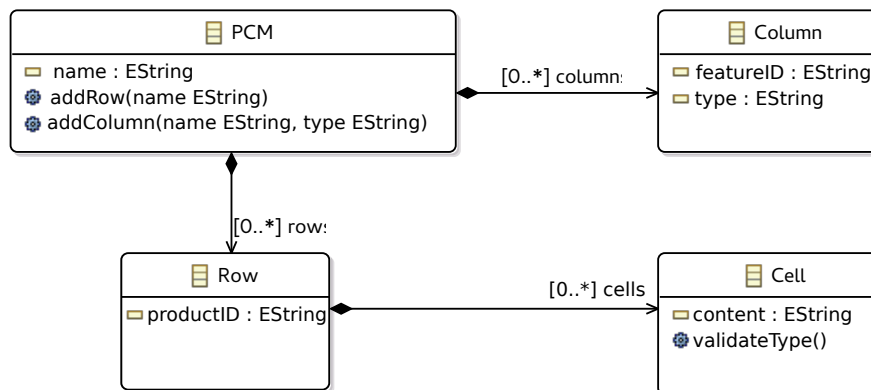 PCM
name : EString
addRow(name EString)
addColumn(name EString, type EString)
[0..*] column
Column
featureID : EString
type : EString
[0..*] rows
Row
productID : EString
[0..*] cells
Cell
content : EString
validateType()